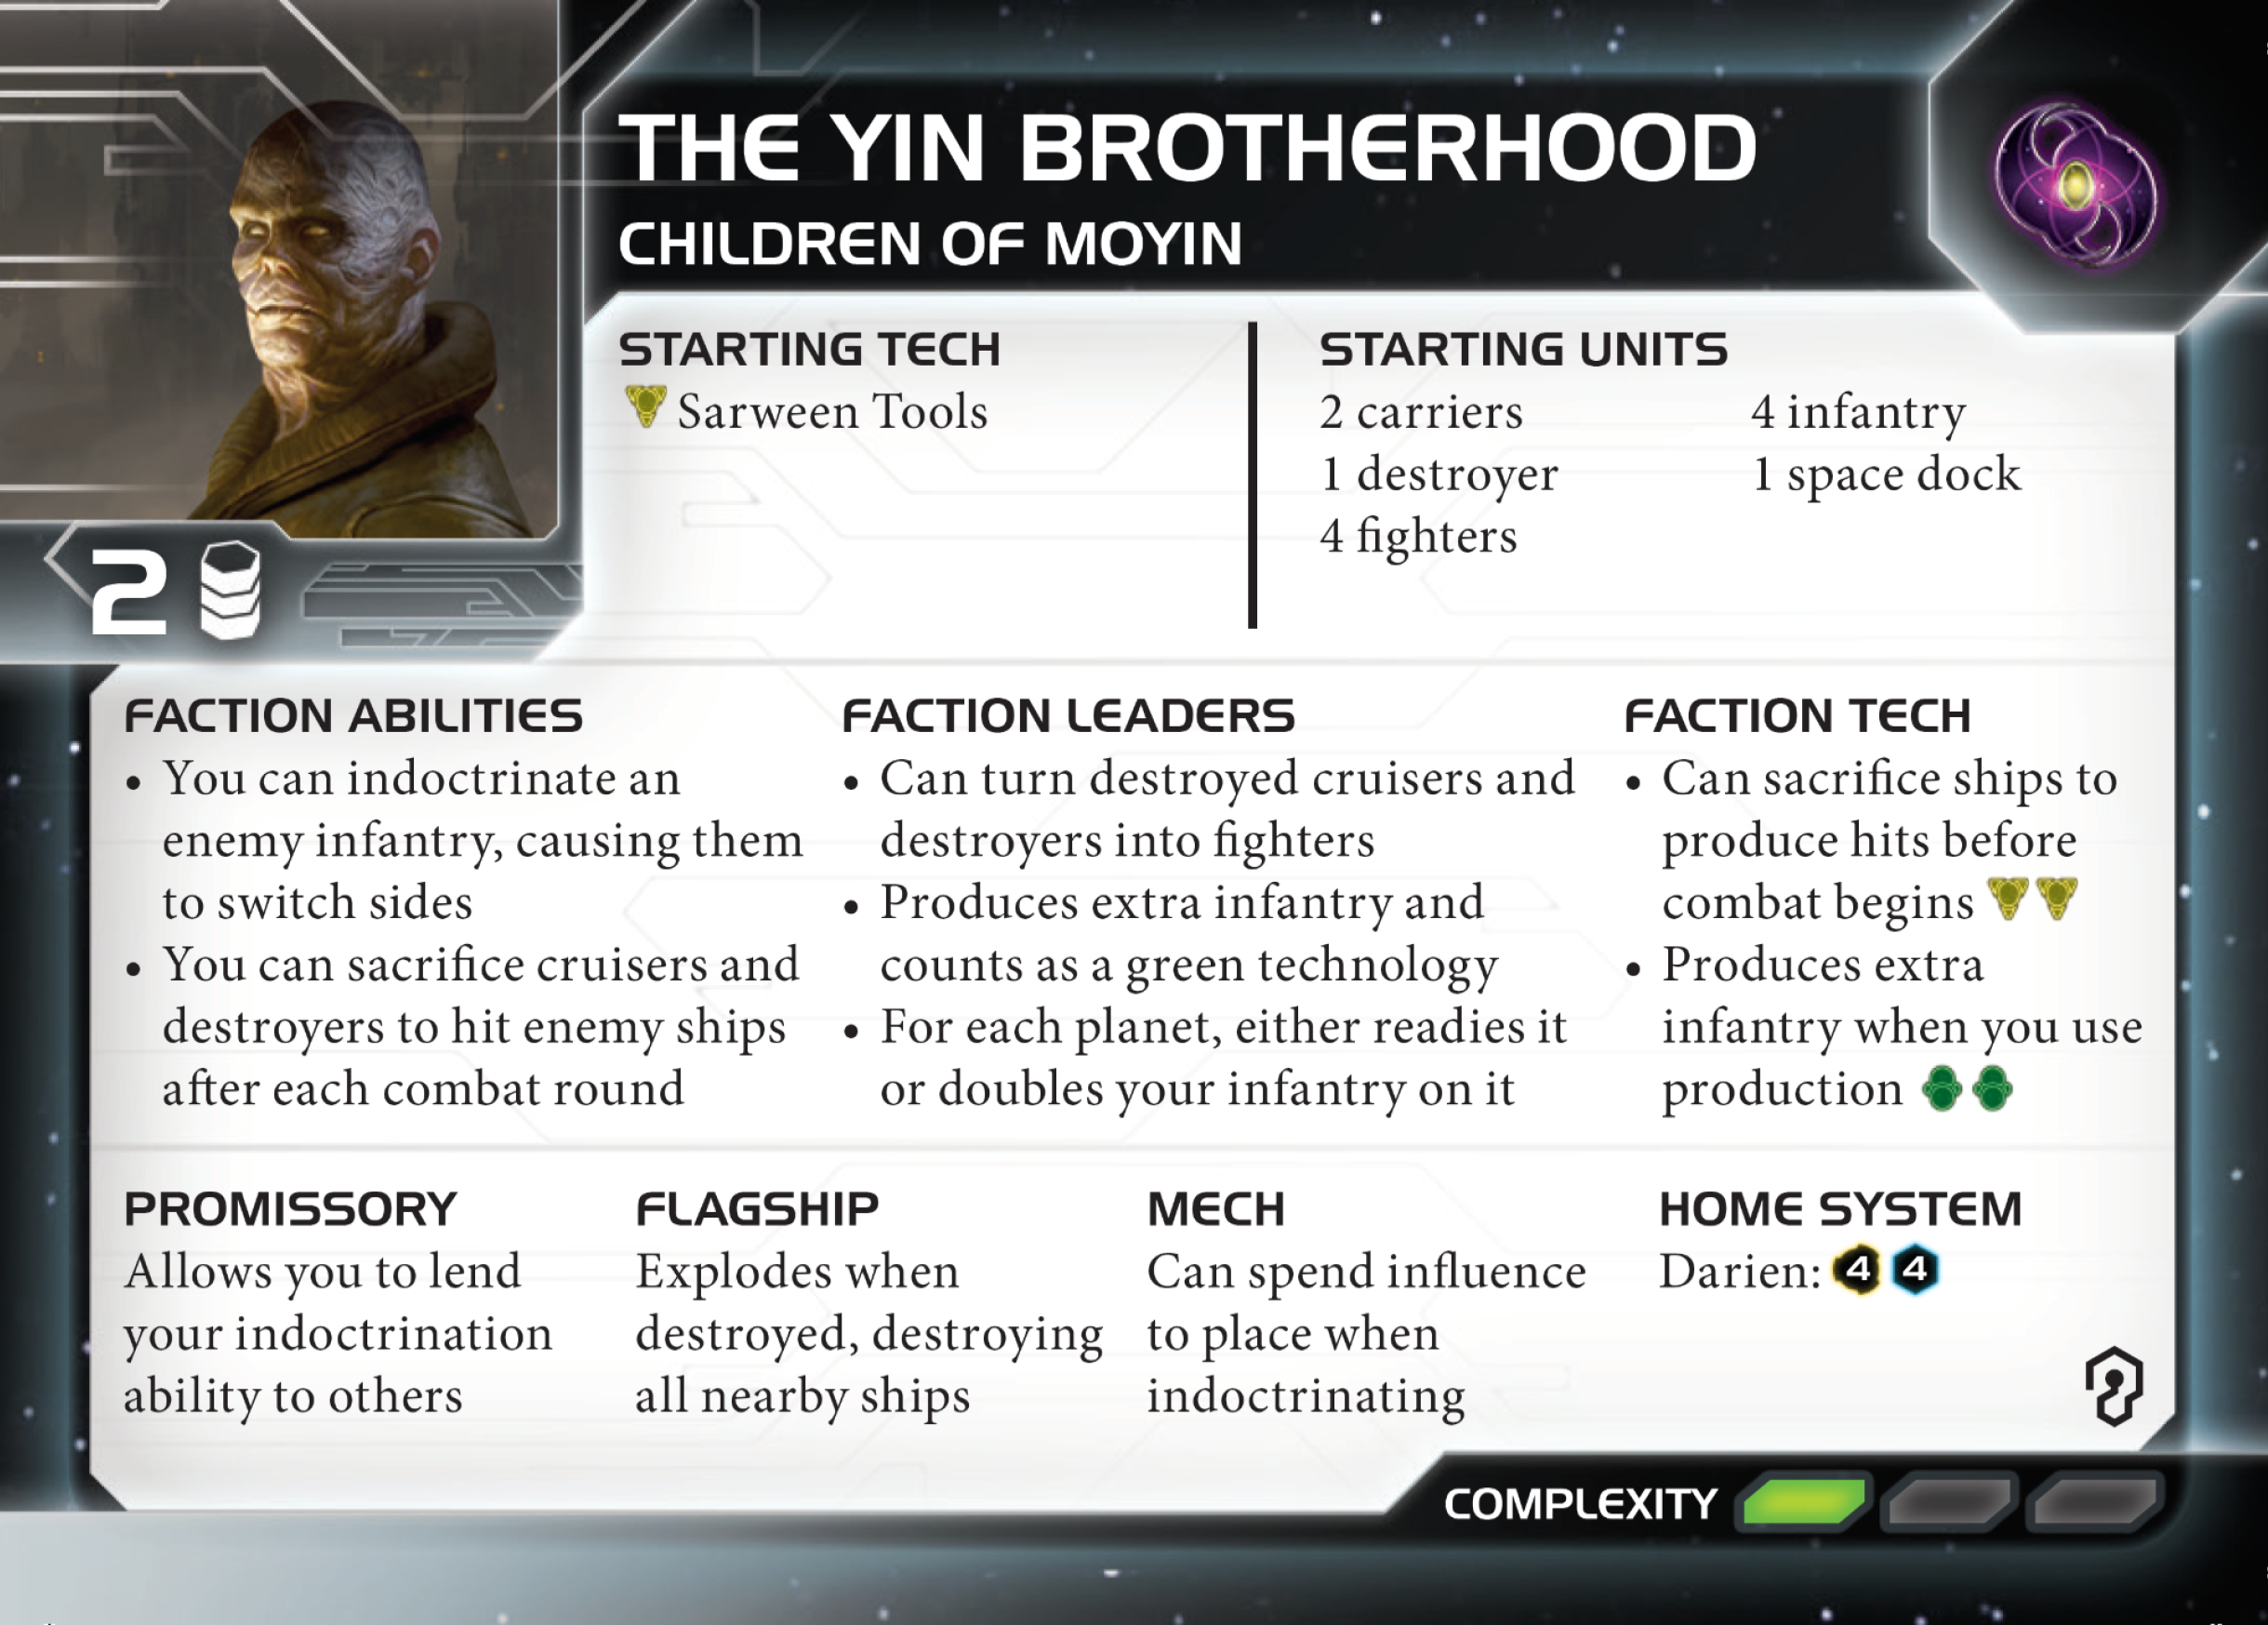 THE YIN BROTHERHOOD
CHILDREN OF MOYIN
2
STARTING TECH
Sarween Tools
STARTING UNITS
2 carriers
1 destroyer
4 fighters
4 infantry
1 space dock
FACTION ABILITIES
• You can indoctrinate an
enemy infantry, causing them
to switch sides
• You can sacrifice cruisers and
destroyers to hit enemy ships
after each combat round
FACTION LEADERS
• Can turn destroyed cruisers and
destroyers into fighters
• Produces extra infantry and
counts as a green technology
• For each planet, either readies it
or doubles your infantry on it
FACTION TECH
• Can sacrifice ships to
produce hits before
combat begins
• Produces extra
infantry when you use
production
PROMISSORY
Allows you to lend
your indoctrination
ability to others
FLAGSHIP
Explodes when
destroyed, destroying
all nearby ships
MECH
Can spend influence
to place when
indoctrinating
HOME SYSTEM
Darien: 4 4
COMPLEXITY